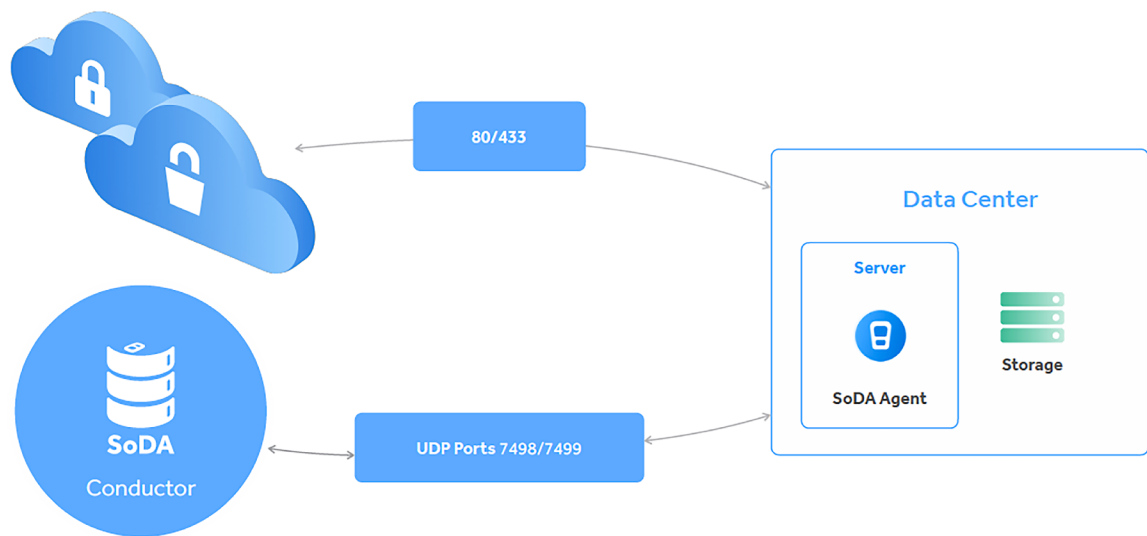 80/433
Data Center
Server
SoDA Agent
Storage
SoDA
Conductor
UDP Ports 7498/7499